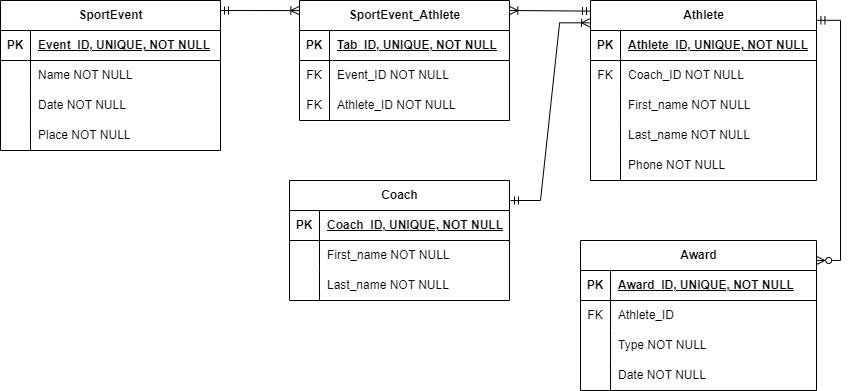 SportEvent
PK Event_ID, UNIQUE, NOT NULL
Name NOT NULL
Date NOT NULL
Place NOT NULL
SportEvent_Athlete
PK Tab_ID, UNIQUE, NOT NULL
FK Event_ID NOT NULL
FK Athlete_ID NOT NULL
Athlete
PK Athlete_ID, UNIQUE, NOT NULL
FK Coach_ID NOT NULL
First_name NOT NULL
Last_name NOT NULL
Phone NOT NULL
Coach
PK Coach_ID, UNIQUE, NOT NULL
First_name NOT NULL
Last_name NOT NULL
Award
PK Award_ID, UNIQUE, NOT NULL
FK Athlete_ID
Type NOT NULL
Date NOT NULL